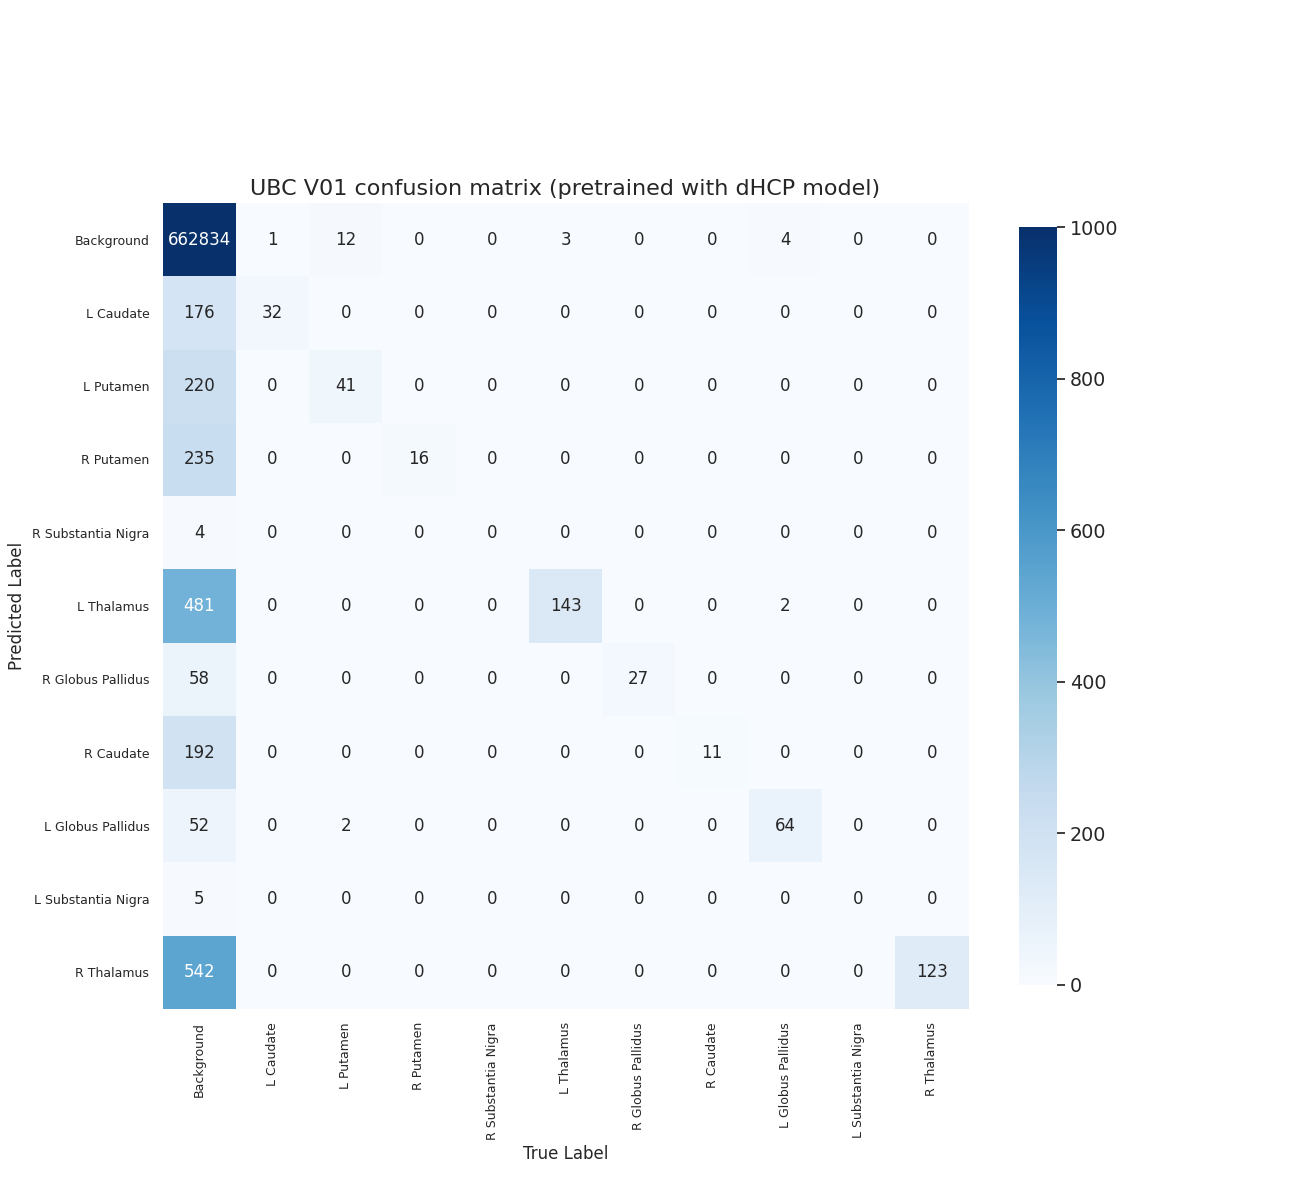 UBC V01 confusion matrix (pretrained with dHCP model)
Predicted Label
Background 662834 1 12 0 0 3 0 0 4 0 0
L Caudate 176 32 0 0 0 0 0 0 0 0 0
L Putamen 220 0 41 0 0 0 0 0 0 0 0
R Putamen 235 0 0 16 0 0 0 0 0 0 0
R Substantia Nigra 4 0 0 0 0 0 0 0 0 0 0
L Thalamus 481 0 0 0 0 143 0 0 2 0 0
R Globus Pallidus 58 0 0 0 0 0 27 0 0 0 0
R Caudate 192 0 0 0 0 0 0 11 0 0 0
L Globus Pallidus 52 0 2 0 0 0 0 0 64 0 0
L Substantia Nigra 5 0 0 0 0 0 0 0 0 0 0
R Thalamus 542 0 0 0 0 0 0 0 0 0 123
Background
L Caudate
L Putamen
R Putamen
R Substantia Nigra
L Thalamus
R Globus Pallidus
R Caudate
L Globus Pallidus
L Substantia Nigra
R Thalamus
True Label
1000
800
600
400
200
0